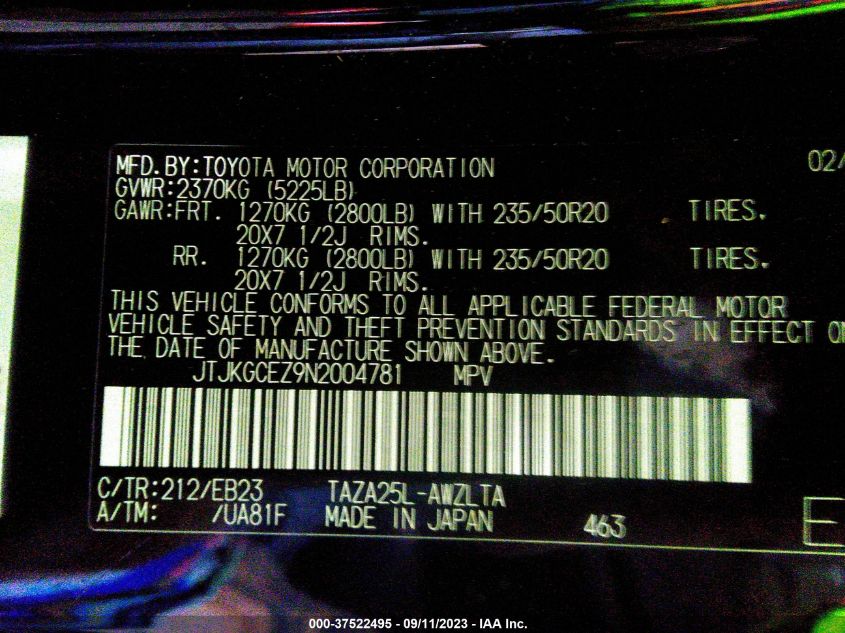 MFD. BY: TOYOTA MOTOR CORPORATION 02/
GVWR: 2370KG (5225LB)
GAWR: FRT. 1270KG (2800LB) WITH 235/50R20 TIRES.
20X7 1/2J RIMS.
RR. 1270KG (2800LB) WITH 235/50R20 TIRES.
20X7 1/2J RIMS.
THIS VEHICLE CONFORMS TO ALL APPLICABLE FEDERAL MOTOR
VEHICLE SAFETY AND THEFT PREVENTION STANDARDS IN EFFECT ON
THE DATE OF MANUFACTURE SHOWN ABOVE.
JTJKGCEZ9N2004781 MPV
C/TR: 212/EB23 TAZA25L-AWZLTA
A/TM: /UA81F MADE IN JAPAN 463 E
000-37522495 - 09/11/2023 - IAA Inc.